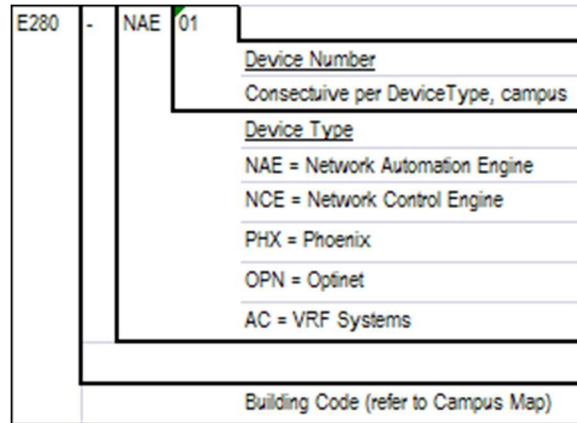 E280 - NAE 01
Device Number
Consectuive per DeviceType, campus
Device Type
NAE = Network Automation Engine
NCE = Network Control Engine
PHX = Phoenix
OPN = Optinet
AC = VRF Systems
Building Code (refer to Campus Map)